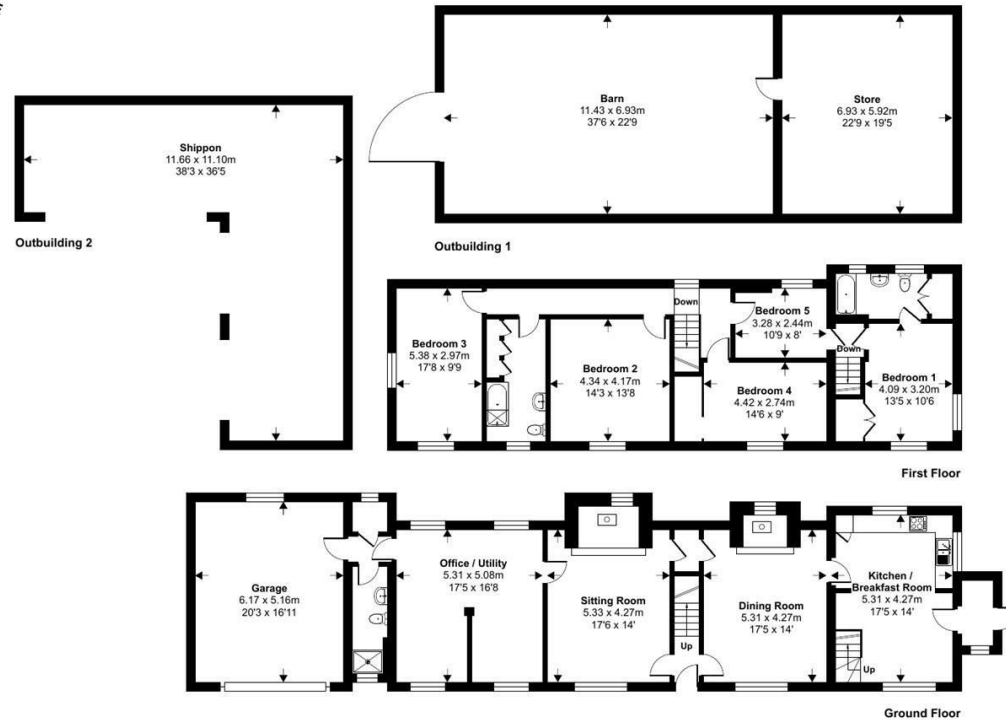 Barn
11.43 x 6.93m
37'6 x 22'9
Store
6.93 x 5.92m
22'9 x 19'5
Shippon
11.66 x 11.10m
38'3 x 36'5
Outbuilding 2
Outbuilding 1
Bedroom 3
5.38 x 2.97m
17'8 x 9'9
Bedroom 2
4.34 x 4.17m
14'3 x 13'8
Down
Bedroom 5
3.28 x 2.44m
10'9 x 8'
Bedroom 4
4.42 x 2.74m
14'6 x 9'
Down
Bedroom 1
4.09 x 3.20m
13'5 x 10'6
First Floor
Garage
6.17 x 5.16m
20'3 x 16'11
Office / Utility
5.31 x 5.08m
17'5 x 16'8
Sitting Room
5.33 x 4.27m
17'6 x 14'
Up
Dining Room
5.31 x 4.27m
17'5 x 14'
Kitchen /
Breakfast Room
5.31 x 4.27m
17'5 x 14'
Up
Ground Floor